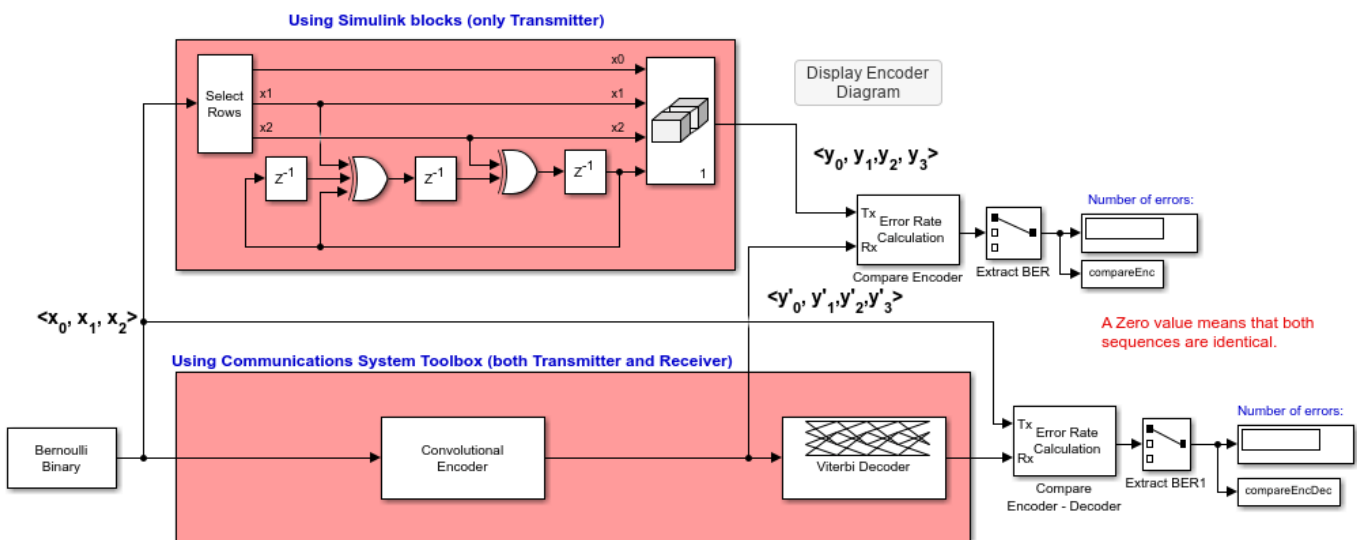 Using Simulink blocks (only Transmitter)
Select
Rows
x0
x1
x1
x2
x2
1
Z-1
Z-1
Z-1
Display Encoder
Diagram
<y0, y1,y2, y3>
Tx
Rx
Error Rate
Calculation
Compare Encoder
Extract BER
Number of errors:
compareEnc
<y'0, y'1,y'2,y'3>
<x0, x1, x2>
A Zero value means that both
sequences are identical.
Using Communications System Toolbox (both Transmitter and Receiver)
Bernoulli
Binary
Convolutional
Encoder
Viterbi Decoder
Tx
Rx
Error Rate
Calculation
Compare
Encoder - Decoder
Extract BER1
Number of errors:
compareEncDec